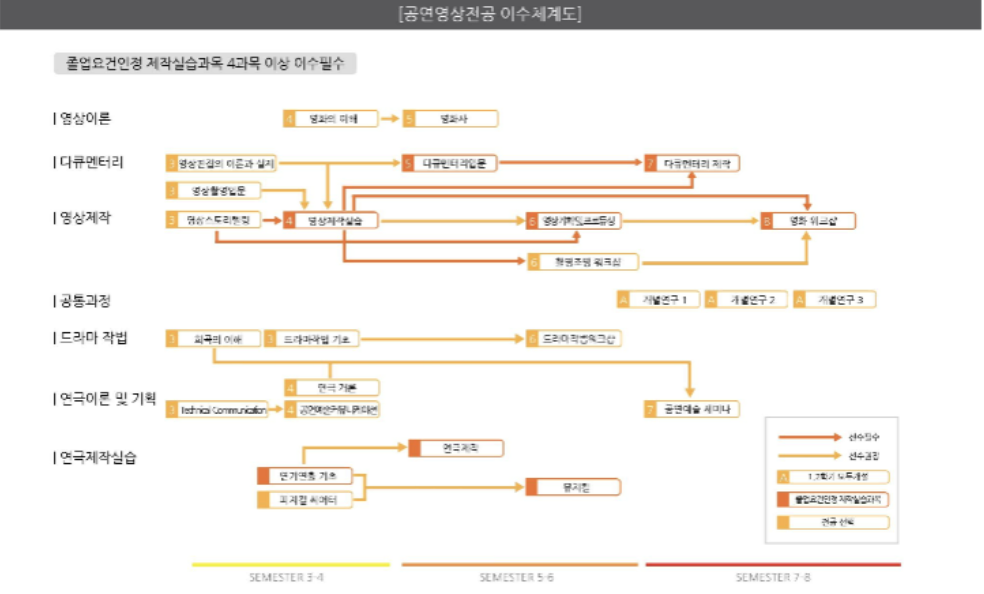 [공연영상전공 이수체계도]
졸업요건인정 제작실습과목 4과목 이상 이수필수
| 영상이론
4 영화의 이해
5 영화사
| 다큐멘터리
3 영상편집의 이론과 실제
5 다큐멘터리입문
7 다큐멘터리 제작
3 영상촬영입문
| 영상제작
3 영상스토리텔링
4 영상제작실습
6 영상기획및프로듀싱
8 영화 워크샵
6 촬영조명 워크샵
| 공통과정
A 개별연구 1
A 개별연구 2
A 개별연구 3
| 드라마 작법
3 희곡의 이해
3 드라마작법 기초
6 드라마작법워크샵
4 연극 개론
| 연극이론 및 기획
3 Technical Communication
4 공연예술커뮤니케이션
7 공연예술 세미나
| 연극제작실습
연극제작
연기연출 기초
뮤지컬
피지컬 씨어터
선수필수
선수권장
A 1,2학기 모두개설
졸업요건인정 제작실습과목
전공 선택
SEMESTER 3-4
SEMESTER 5-6
SEMESTER 7-8